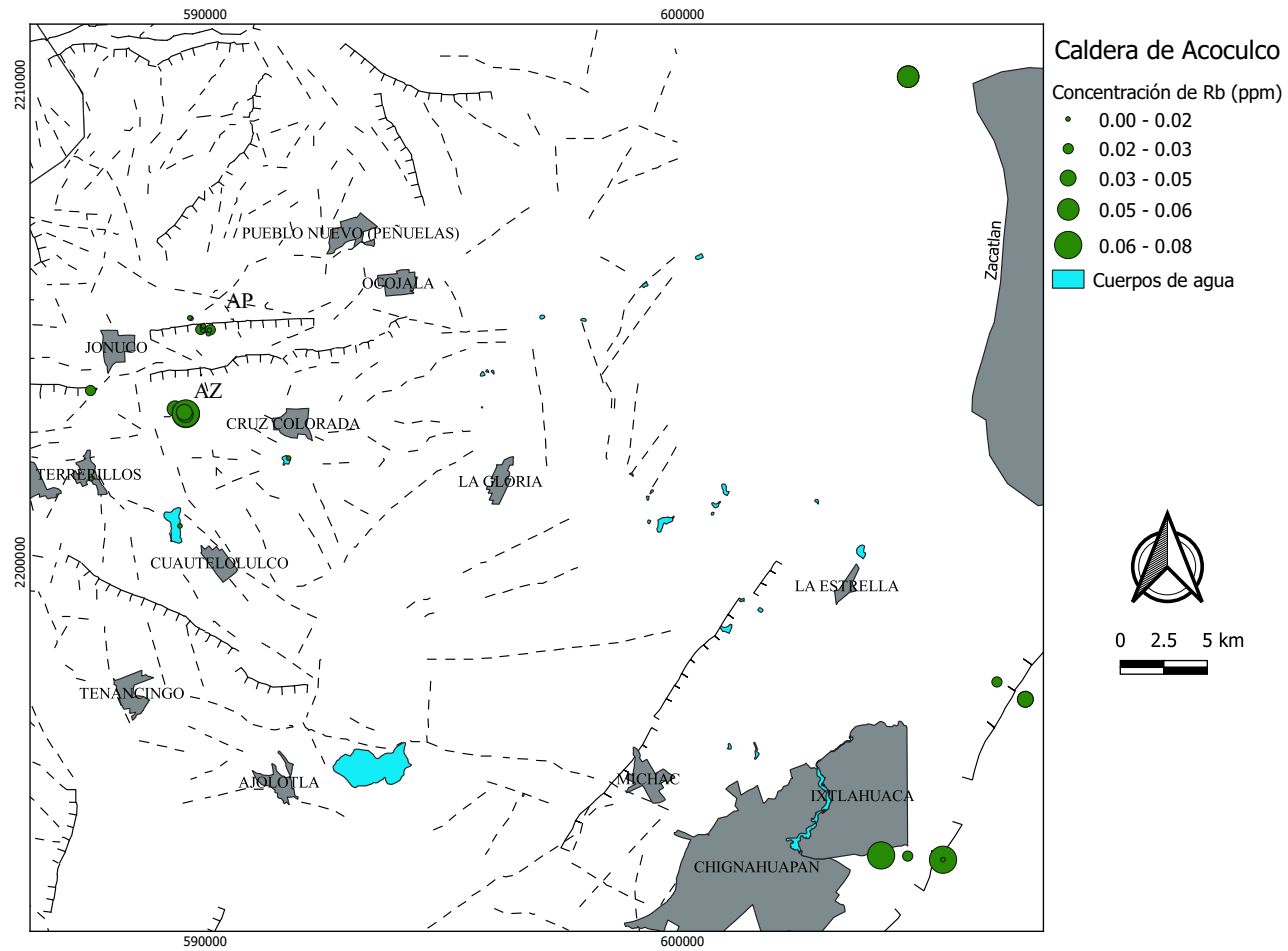 590000
600000
2210000
2200000
590000
600000
PUEBLO NUEVO (PEÑUELAS)
OCOJALA
AP
JONUCO
AZ
CRUZ COLORADA
TERRERILLOS
LA GLORIA
CUAUTELOLULCO
LA ESTRELLA
TENANCINGO
AJOLOTLA
MICHAC
IXTLAHUACA
CHIGNAHUAPAN
Zacatlan
Caldera de Acoculco
Concentración de Rb (ppm)
0.00 - 0.02
0.02 - 0.03
0.03 - 0.05
0.05 - 0.06
0.06 - 0.08
Cuerpos de agua
0 2.5 5 km